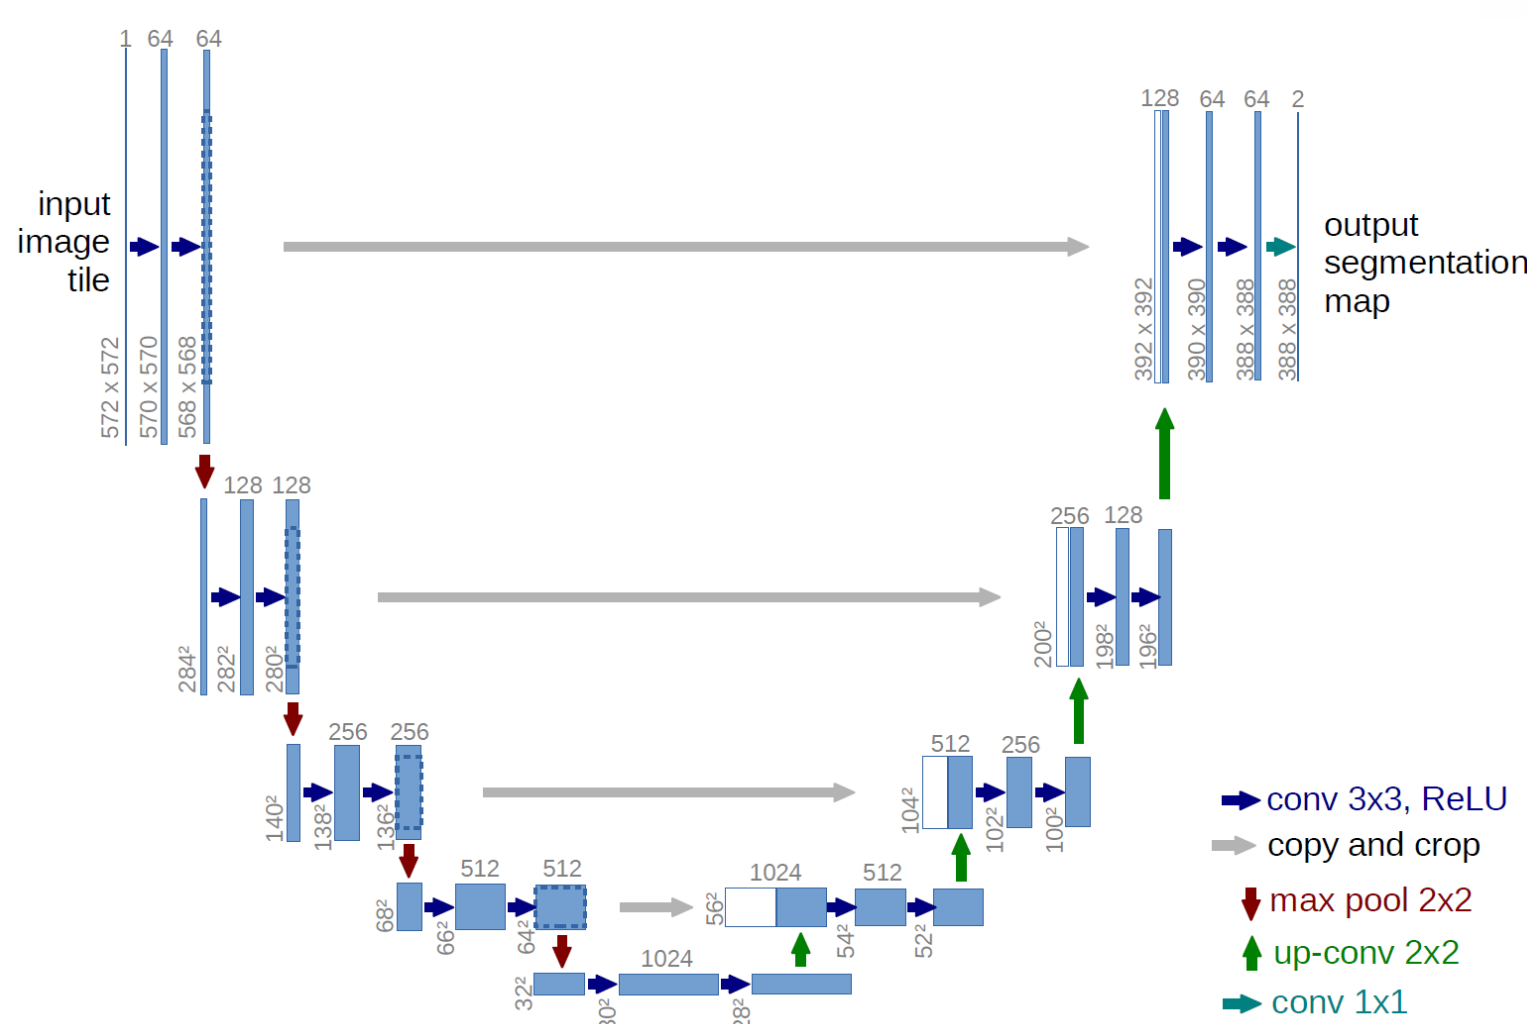 1 64 64
128 64 64 2
input
image
tile
output
segmentation
map
572 x 572
570 x 570
568 x 568
392 x 392
390 x 390
388 x 388
388 x 388
128 128
256 128
284²
282²
280²
200²
198²
196²
256 256
512 256
140²
138²
136²
104²
102²
100²
512 512
1024 512
68²
66²
64²
56²
54²
52²
1024
32²
30²
28²
conv 3x3, ReLU
copy and crop
max pool 2x2
up-conv 2x2
conv 1x1